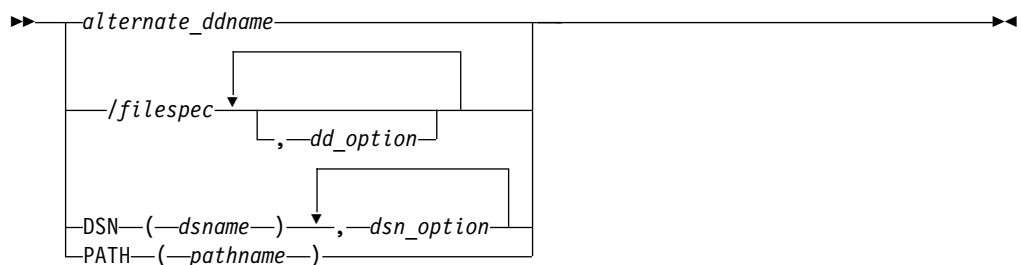 alternate_ddname
/filespec
, dd_option
DSN ( dsname ) , dsn_option
PATH ( pathname )